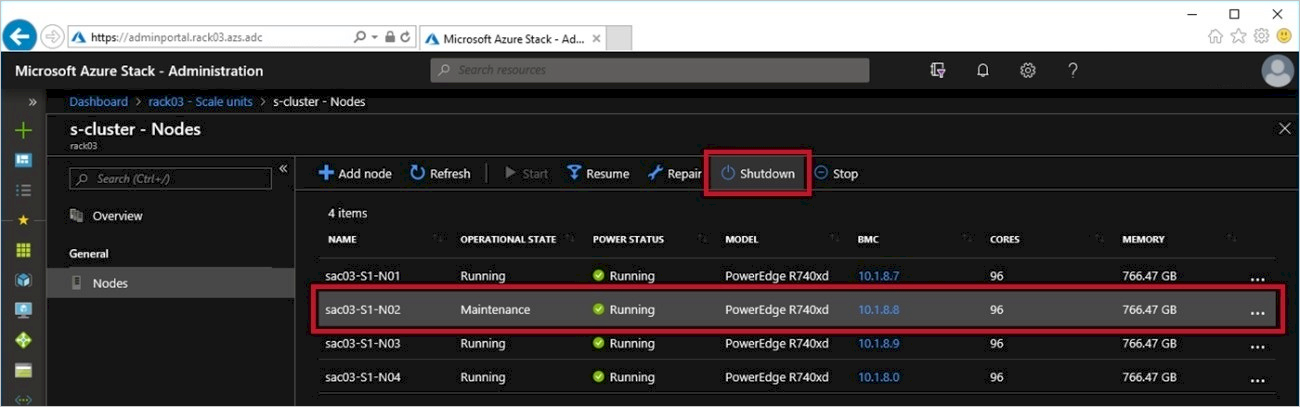 https://adminportal.rack03.azs.adc
Microsoft Azure Stack - Ad...
Microsoft Azure Stack - Administration
Search resources
Dashboard > rack03 - Scale units > s-cluster - Nodes
s-cluster - Nodes
rack03
Search (Ctrl+/)
Add node Refresh Start Resume Repair Shutdown Stop
Overview
General
Nodes
4 items
NAME OPERATIONAL STATE POWER STATUS MODEL BMC CORES MEMORY
sac03-S1-N01 Running Running PowerEdge R740xd 10.1.8.7 96 766.47 GB ...
sac03-S1-N02 Maintenance Running PowerEdge R740xd 10.1.8.8 96 766.47 GB ...
sac03-S1-N03 Running Running PowerEdge R740xd 10.1.8.9 96 766.47 GB ...
sac03-S1-N04 Running Running PowerEdge R740xd 10.1.8.0 96 766.47 GB ...